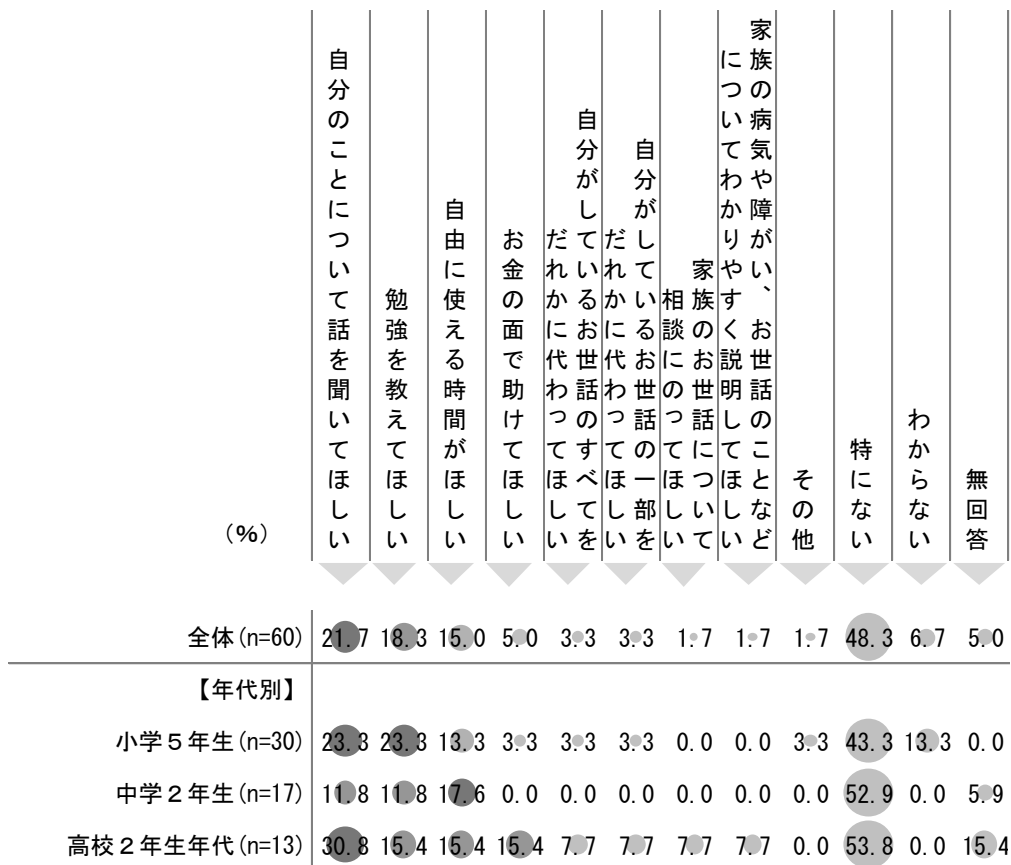 自分のことについて話を聞いてほしい
勉強を教えてほしい
自由に使える時間がほしい
お金の面で助けてほしい
自分がしているお世話のすべてを
だれかに代わってほしい
自分がしているお世話の一部を
だれかに代わってほしい
家族のお世話について
相談にのってほしい
家族の病気や障がい、お世話のことなど
についてわかりやすく説明してほしい
その他
特にない
わからない
無回答
(%)
全体(n=60) 21.7 18.3 15.0 5.0 3.3 3.3 1.7 1.7 1.7 48.3 6.7 5.0
【年代別】
小学5年生(n=30) 23.3 23.3 13.3 3.3 3.3 3.3 0.0 0.0 3.3 43.3 13.3 0.0
中学2年生(n=17) 11.8 11.8 17.6 0.0 0.0 0.0 0.0 0.0 0.0 52.9 0.0 5.9
高校2年生年代(n=13) 30.8 15.4 15.4 15.4 7.7 7.7 7.7 7.7 0.0 53.8 0.0 15.4